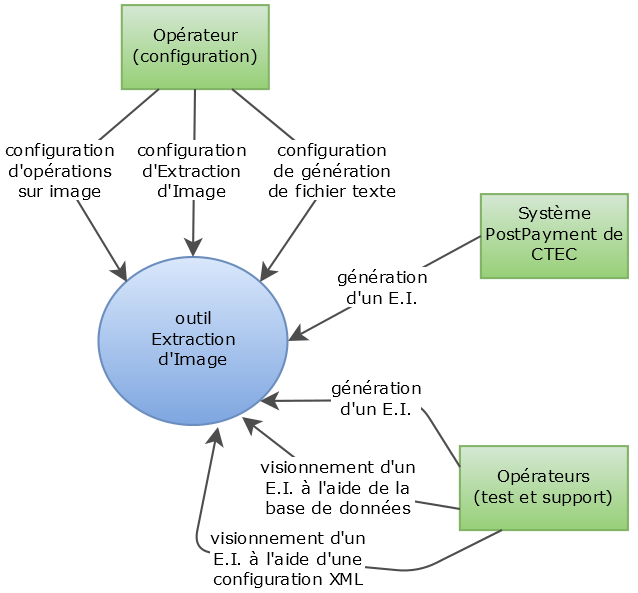 Opérateur
(configuration)
configuration
d'opérations
sur image
configuration
d'Extraction
d'Image
configuration
de génération
de fichier texte
Système
PostPayment de
CTEC
génération
d'un E.I.
outil
Extraction
d'Image
génération
d'un E.I.
Opérateurs
(test et support)
visionnement d'un
E.I. à l'aide de la
base de données
visionnement d'un
E.I. à l'aide d'une
configuration XML